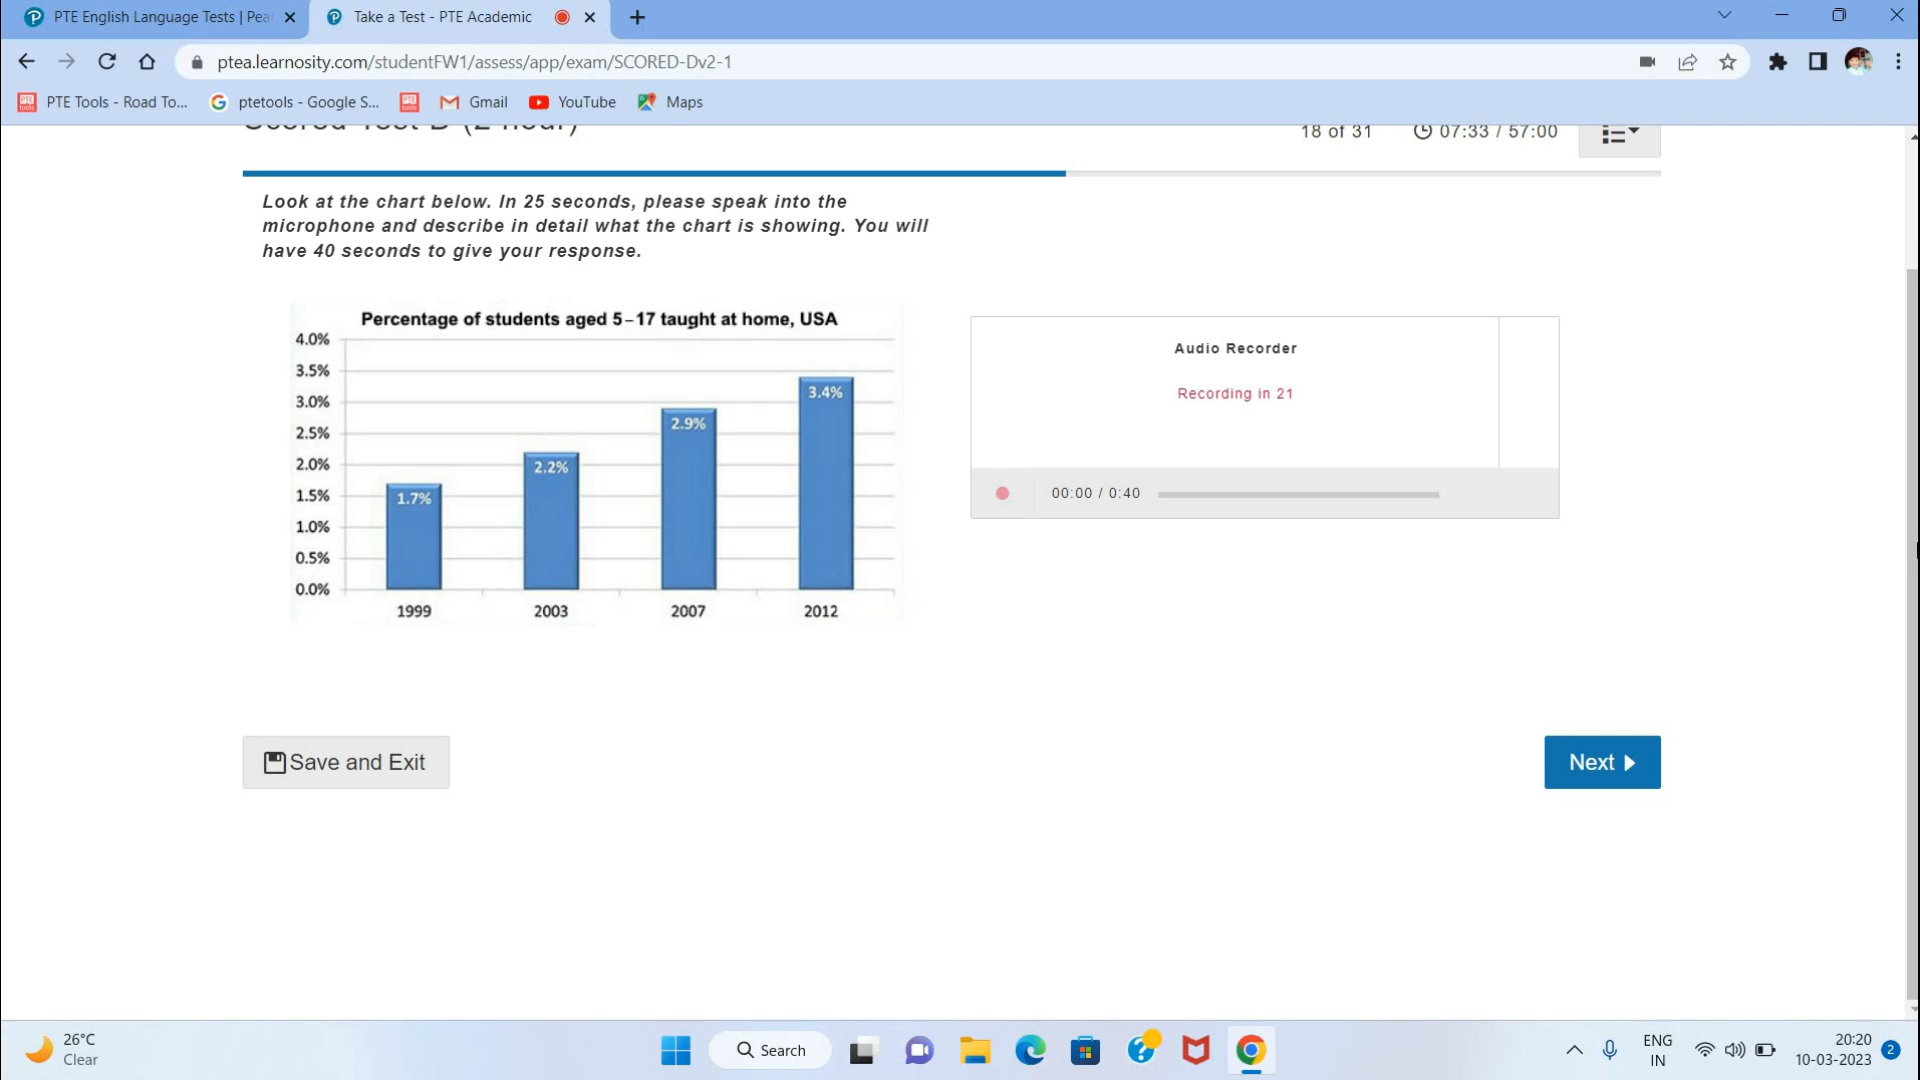 PTE English Language Tests | Pea
Take a Test - PTE Academic
ptea.learnosity.com/studentFW1/assess/app/exam/SCORED-Dv2-1
PTE Tools - Road To...
ptetools - Google S...
Gmail
YouTube
Maps
18 of 31
07:33 / 57:00
Look at the chart below. In 25 seconds, please speak into the
microphone and describe in detail what the chart is showing. You will
have 40 seconds to give your response.
Percentage of students aged 5–17 taught at home, USA
4.0%
3.5%
3.0%
2.5%
2.0%
1.5%
1.0%
0.5%
0.0%
1.7%
2.2%
2.9%
3.4%
1999
2003
2007
2012
Audio Recorder
Recording in 21
00:00 / 0:40
Save and Exit
Next
26°C
Clear
Search
ENG
IN
20:20
10-03-2023
2